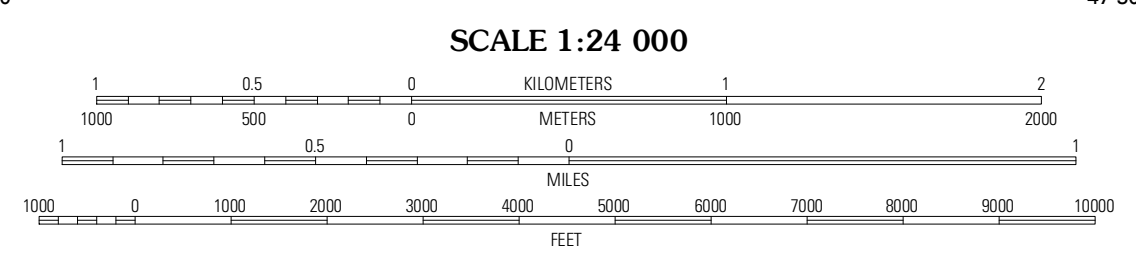 SCALE 1:24 000
1 0.5 0 KILOMETERS 1 2
1000 500 0 METERS 1000 2000
1 0.5 0 1
MILES
1000 0 1000 2000 3000 4000 5000 6000 7000 8000 9000 10000
FEET